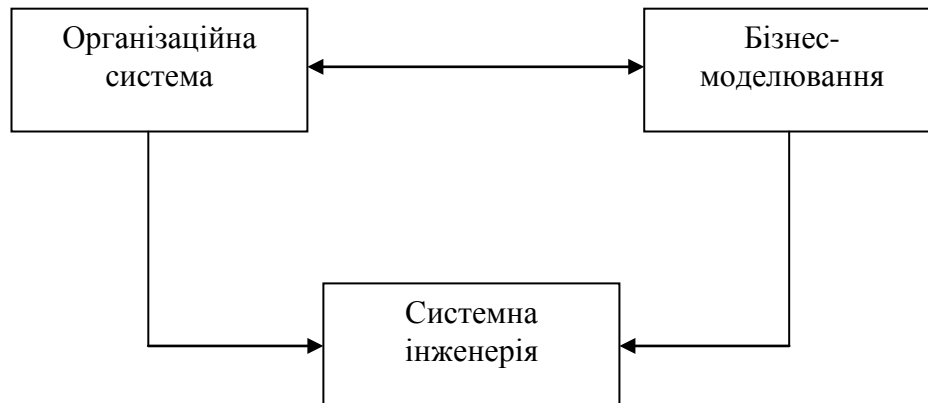 Організаційна
система
Бізнес-
моделювання
Системна
інженерія